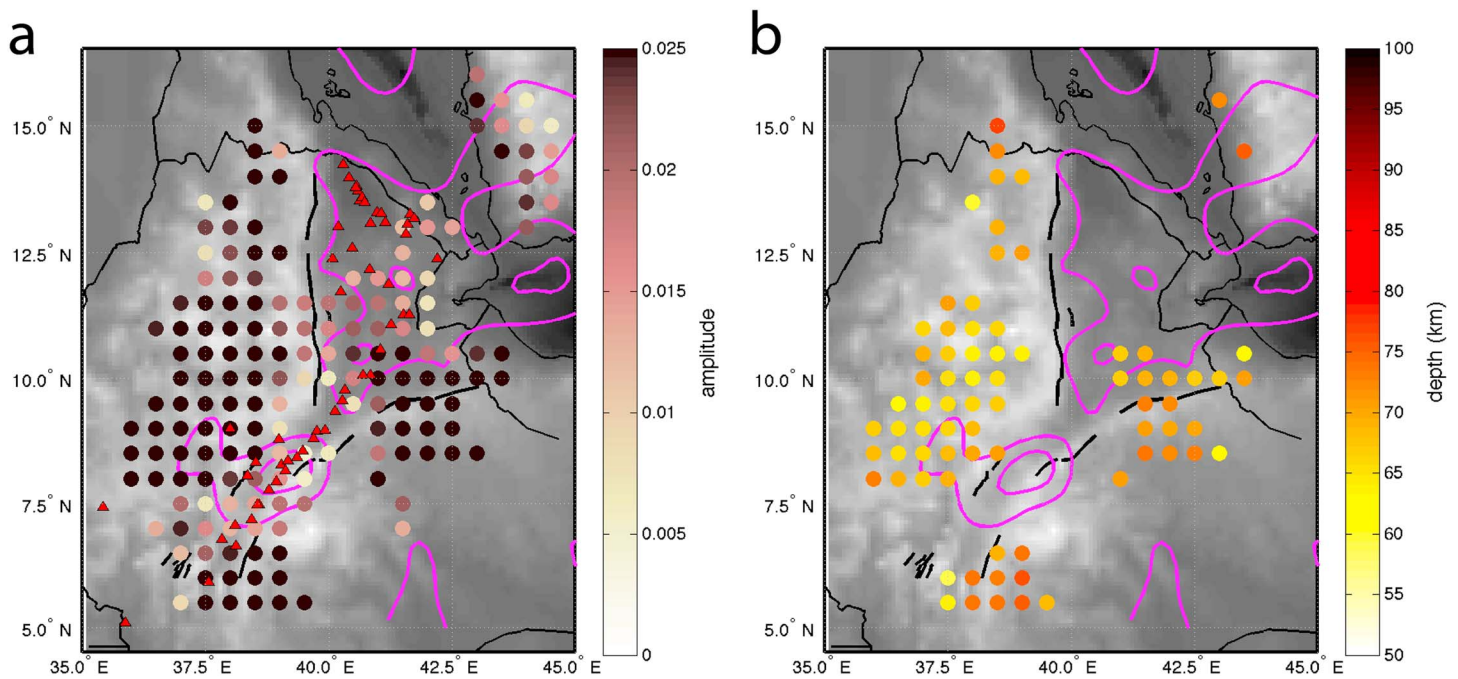 a
b
15.0° N
12.5° N
10.0° N
7.5° N
5.0° N
35.0° E
37.5° E
40.0° E
42.5° E
45.0° E
0.025
0.02
0.015
0.01
0.005
0
amplitude
15.0° N
12.5° N
10.0° N
7.5° N
5.0° N
35.0° E
37.5° E
40.0° E
42.5° E
45.0° E
100
95
90
85
80
75
70
65
60
55
50
depth (km)